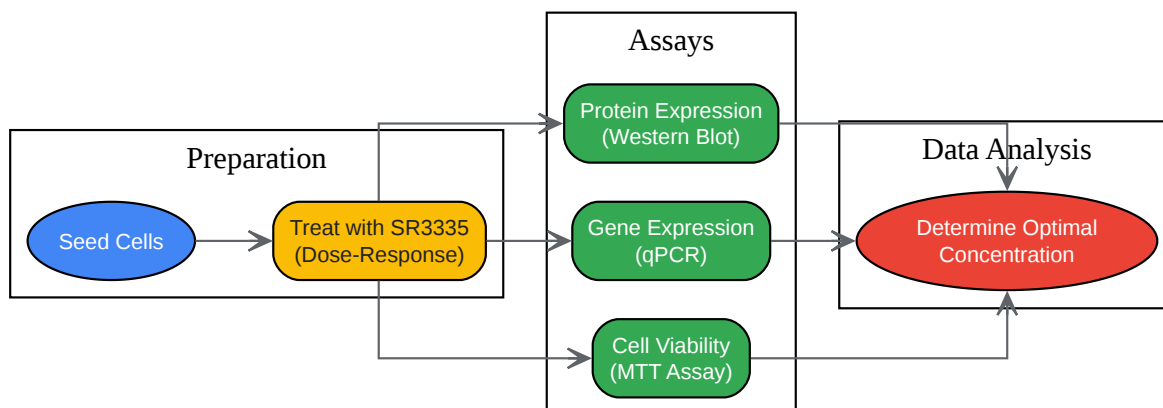 Preparation
Seed Cells
Treat with SR3335
(Dose-Response)
Assays
Protein Expression
(Western Blot)
Gene Expression
(qPCR)
Cell Viability
(MTT Assay)
Data Analysis
Determine Optimal
Concentration